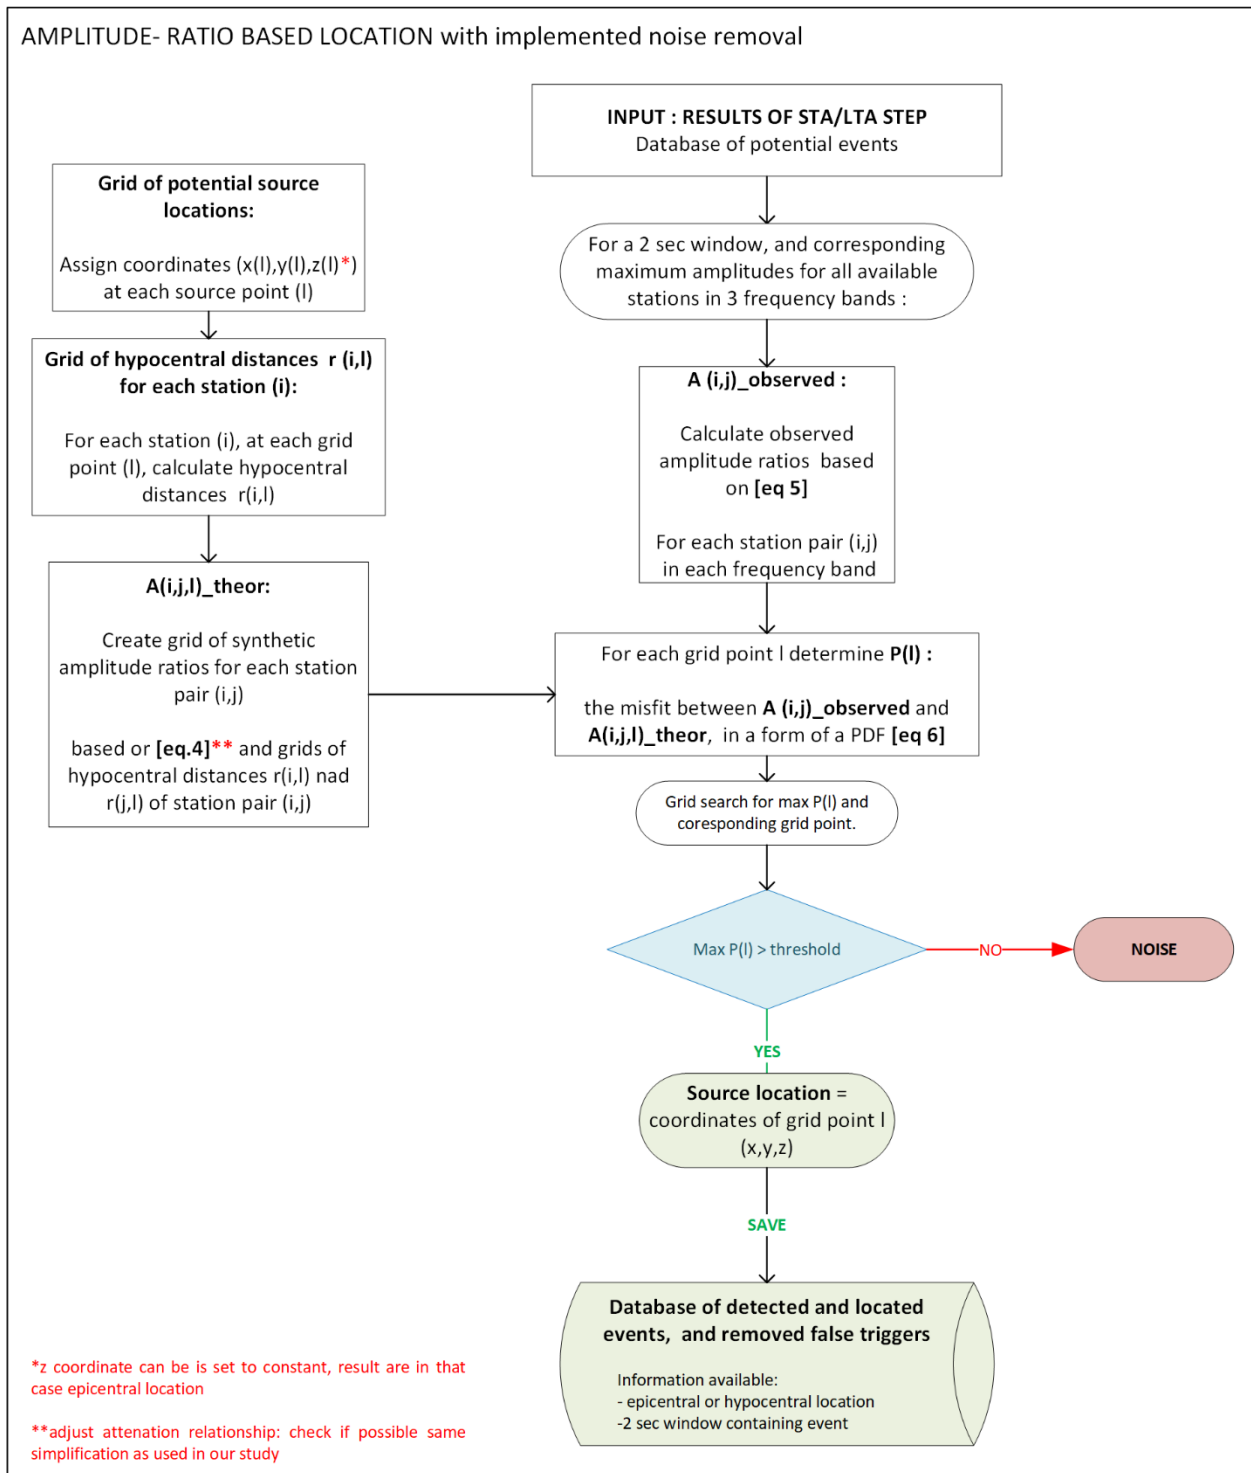 AMPLITUDE- RATIO BASED LOCATION with implemented noise removal
INPUT : RESULTS OF STA/LTA STEP
Database of potential events
Grid of potential source
locations:
Assign coordinates (x(l),y(l),z(l)*)
at each source point (l)
For a 2 sec window, and corresponding
maximum amplitudes for all available
stations in 3 frequency bands :
Grid of hypocentral distances  r (i,l)
for each station (i):
For each station (i), at each grid
point (l), calculate hypocentral
distances  r(i,l)
A (i,j)_observed :
Calculate observed
amplitude ratios  based
on [eq 5]
For each station pair (i,j)
in each frequency band
A(i,j,l)_theor:
Create grid of synthetic
amplitude ratios for each station
pair (i,j)
based or [eq.4]** and grids of
hypocentral distances r(i,l) nad
r(j,l) of station pair (i,j)
For each grid point l determine P(l) :
the misfit between A (i,j)_observed and
A(i,j,l)_theor,  in a form of a PDF [eq 6]
Grid search for max P(l) and
coresponding grid point.
Max P(l) > threshold
NO
NOISE
YES
Source location =
coordinates of grid point l
(x,y,z)
SAVE
Database of detected and located
events,  and removed false triggers
Information available:
- epicentral or hypocentral location
-2 sec window containing event
*z coordinate can be is set to constant, result are in that
case epicentral location
**adjust attenation relationship: check if possible same
simplification as used in our study